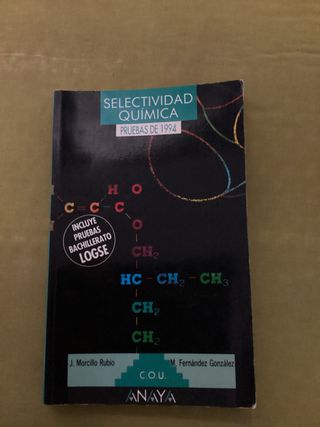 SELECTIVIDAD
QUÍMICA
PRUEBAS DE 1994
H O
C = C - C
O
INCLUYE
PRUEBAS
BACHILLERATO
LOGSE
CH₂
HC - CH₂ - CH₃
CH₂
CH₂
J. Morcillo Rubio
M. Fernández González
C.O.U.
ANAYA